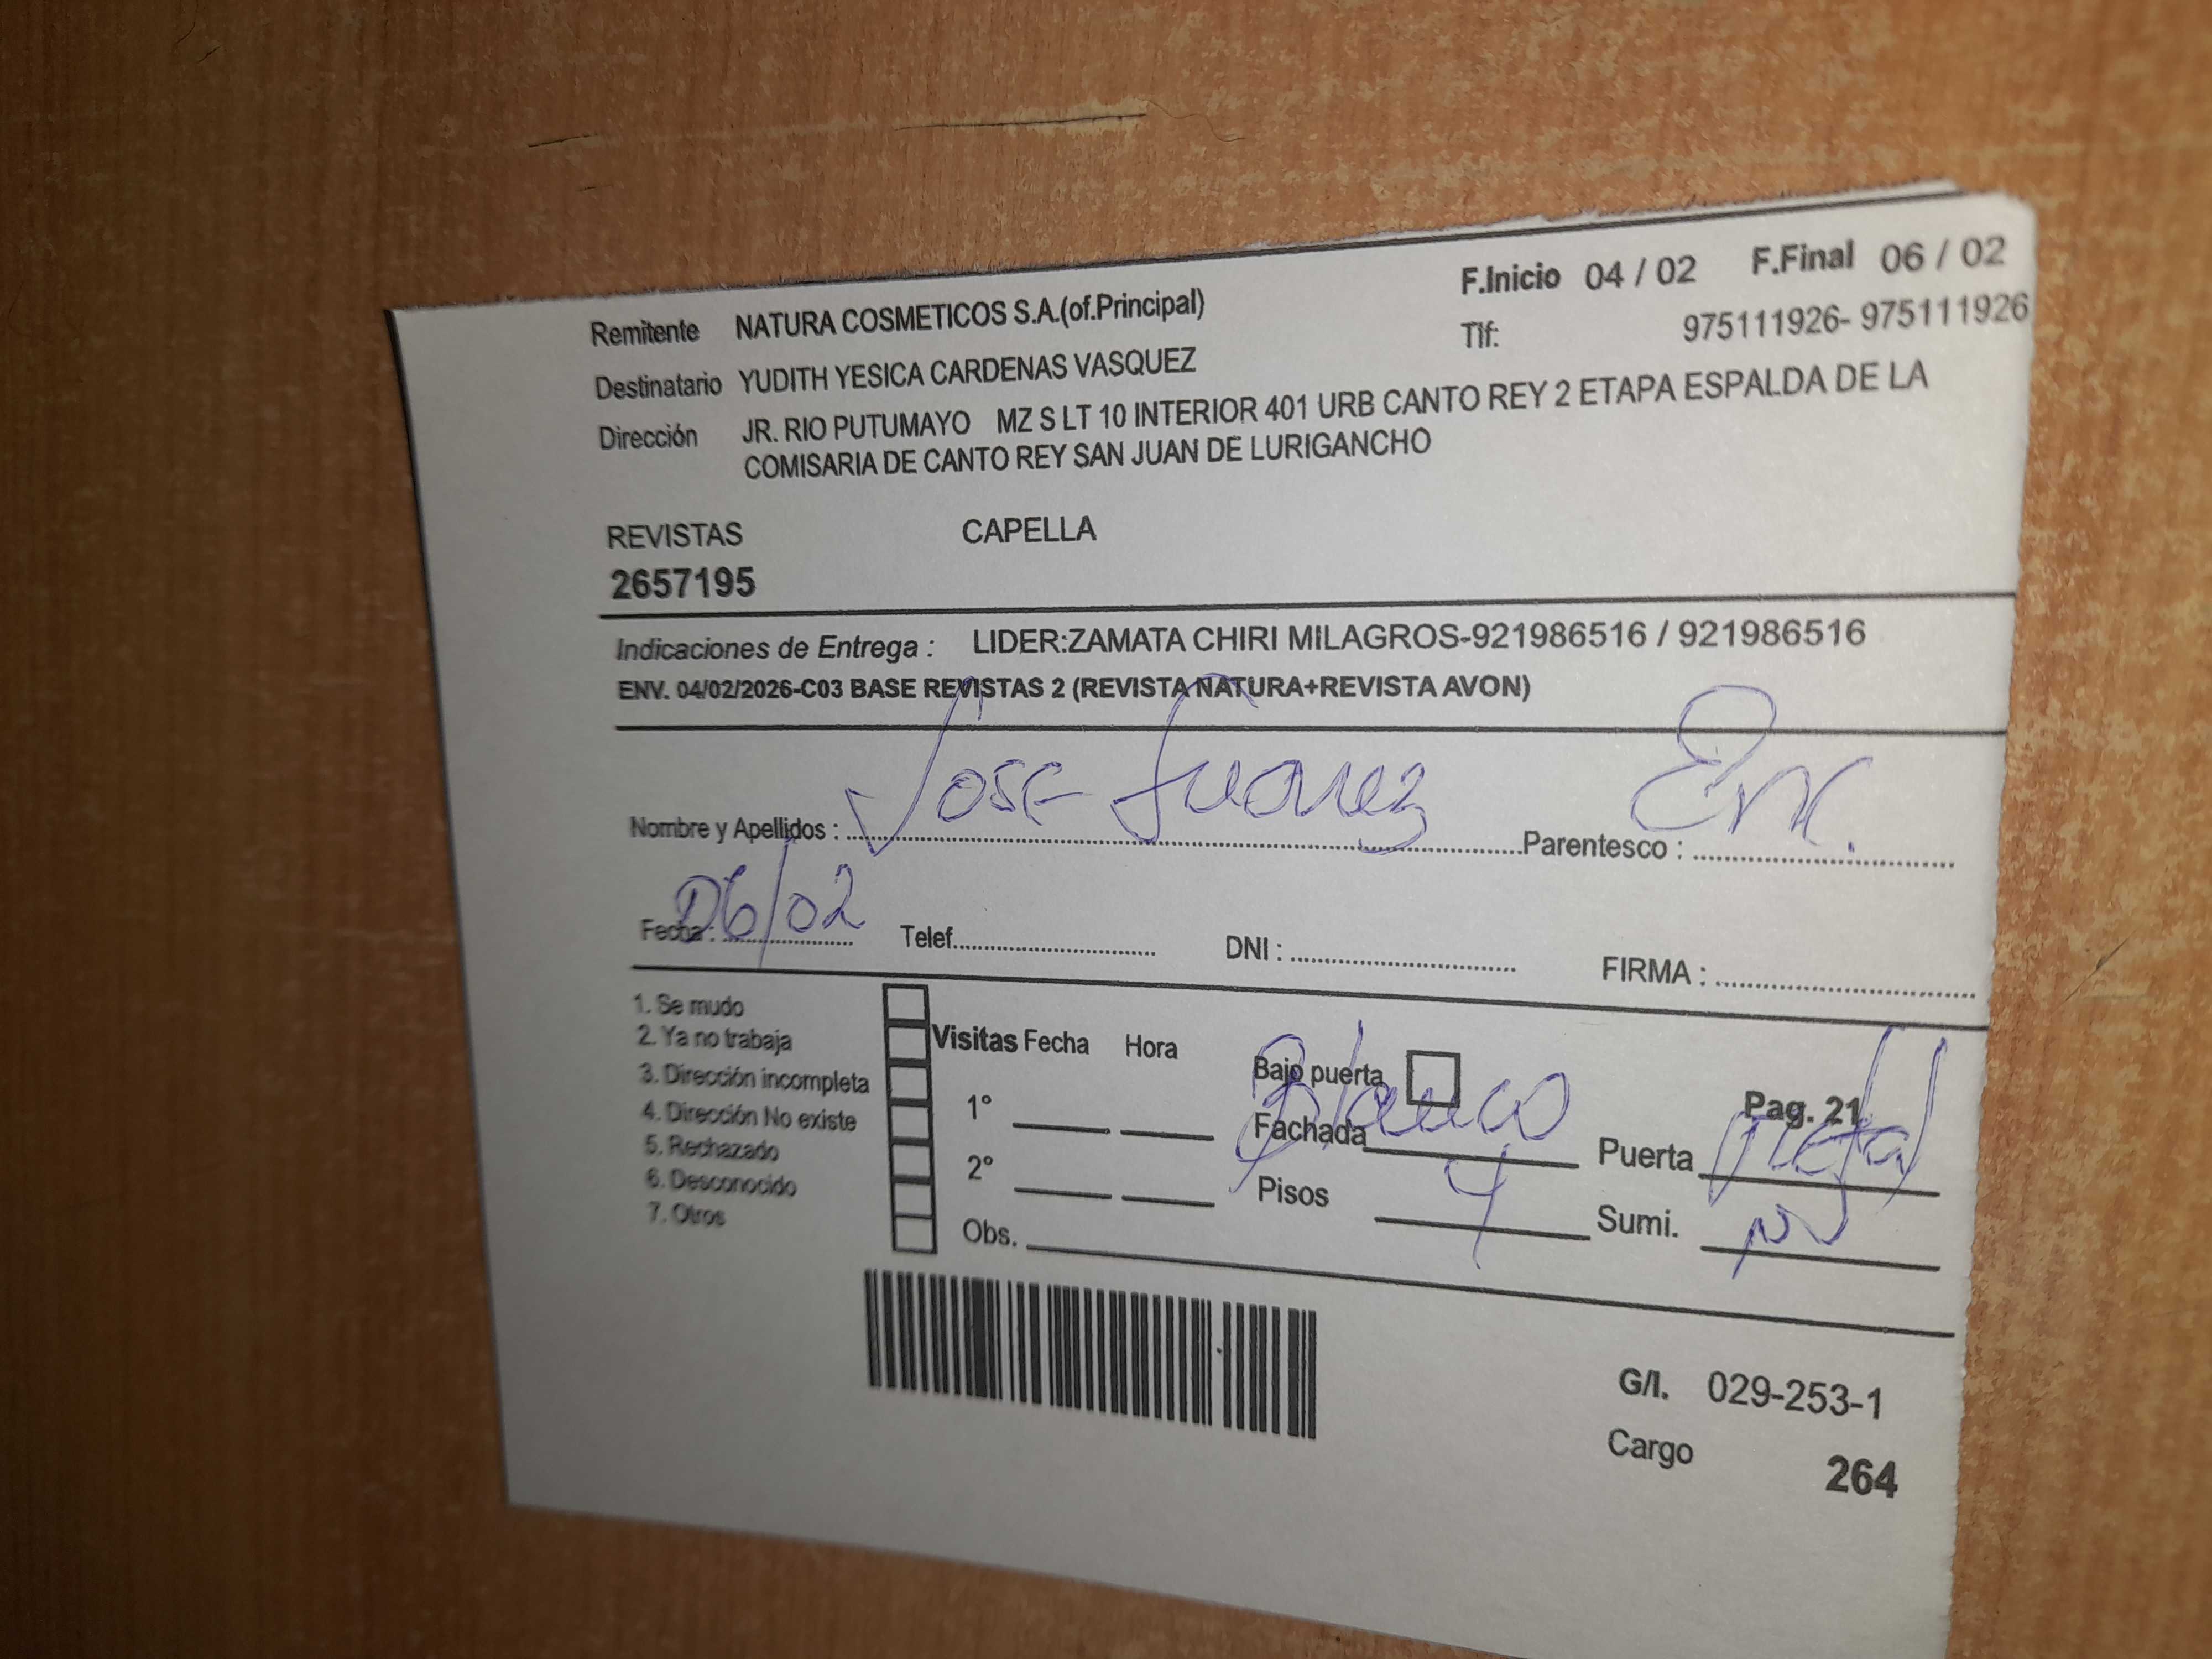 F.Inicio 04 / 02 F.Final 06 / 02
Remitente NATURA COSMETICOS S.A.(of.Principal)
Tlf: 975111926- 975111926
Destinatario YUDITH YESICA CARDENAS VASQUEZ
Dirección JR. RIO PUTUMAYO MZ S LT 10 INTERIOR 401 URB CANTO REY 2 ETAPA ESPALDA DE LA
COMISARIA DE CANTO REY SAN JUAN DE LURIGANCHO
REVISTAS CAPELLA
2657195
Indicaciones de Entrega : LIDER:ZAMATA CHIRI MILAGROS-921986516 / 921986516
ENV. 04/02/2026-C03 BASE REVISTAS 2 (REVISTA NATURA+REVISTA AVON)
Nombre y Apellidos : Jose Juarez Parentesco : Enc.
Fecha : 06/02 Telef. DNI : FIRMA :
1. Se mudo
2. Ya no trabaja
3. Dirección incompleta
4. Dirección No existe
5. Rechazado
6. Desconocido
7. Otros
Visitas Fecha Hora
1°
2°
Obs.
Bajo puerta
Pag. 21
Fachada Blanco Puerta metal
Pisos 4 Sumi.
G/I. 029-253-1
Cargo 264